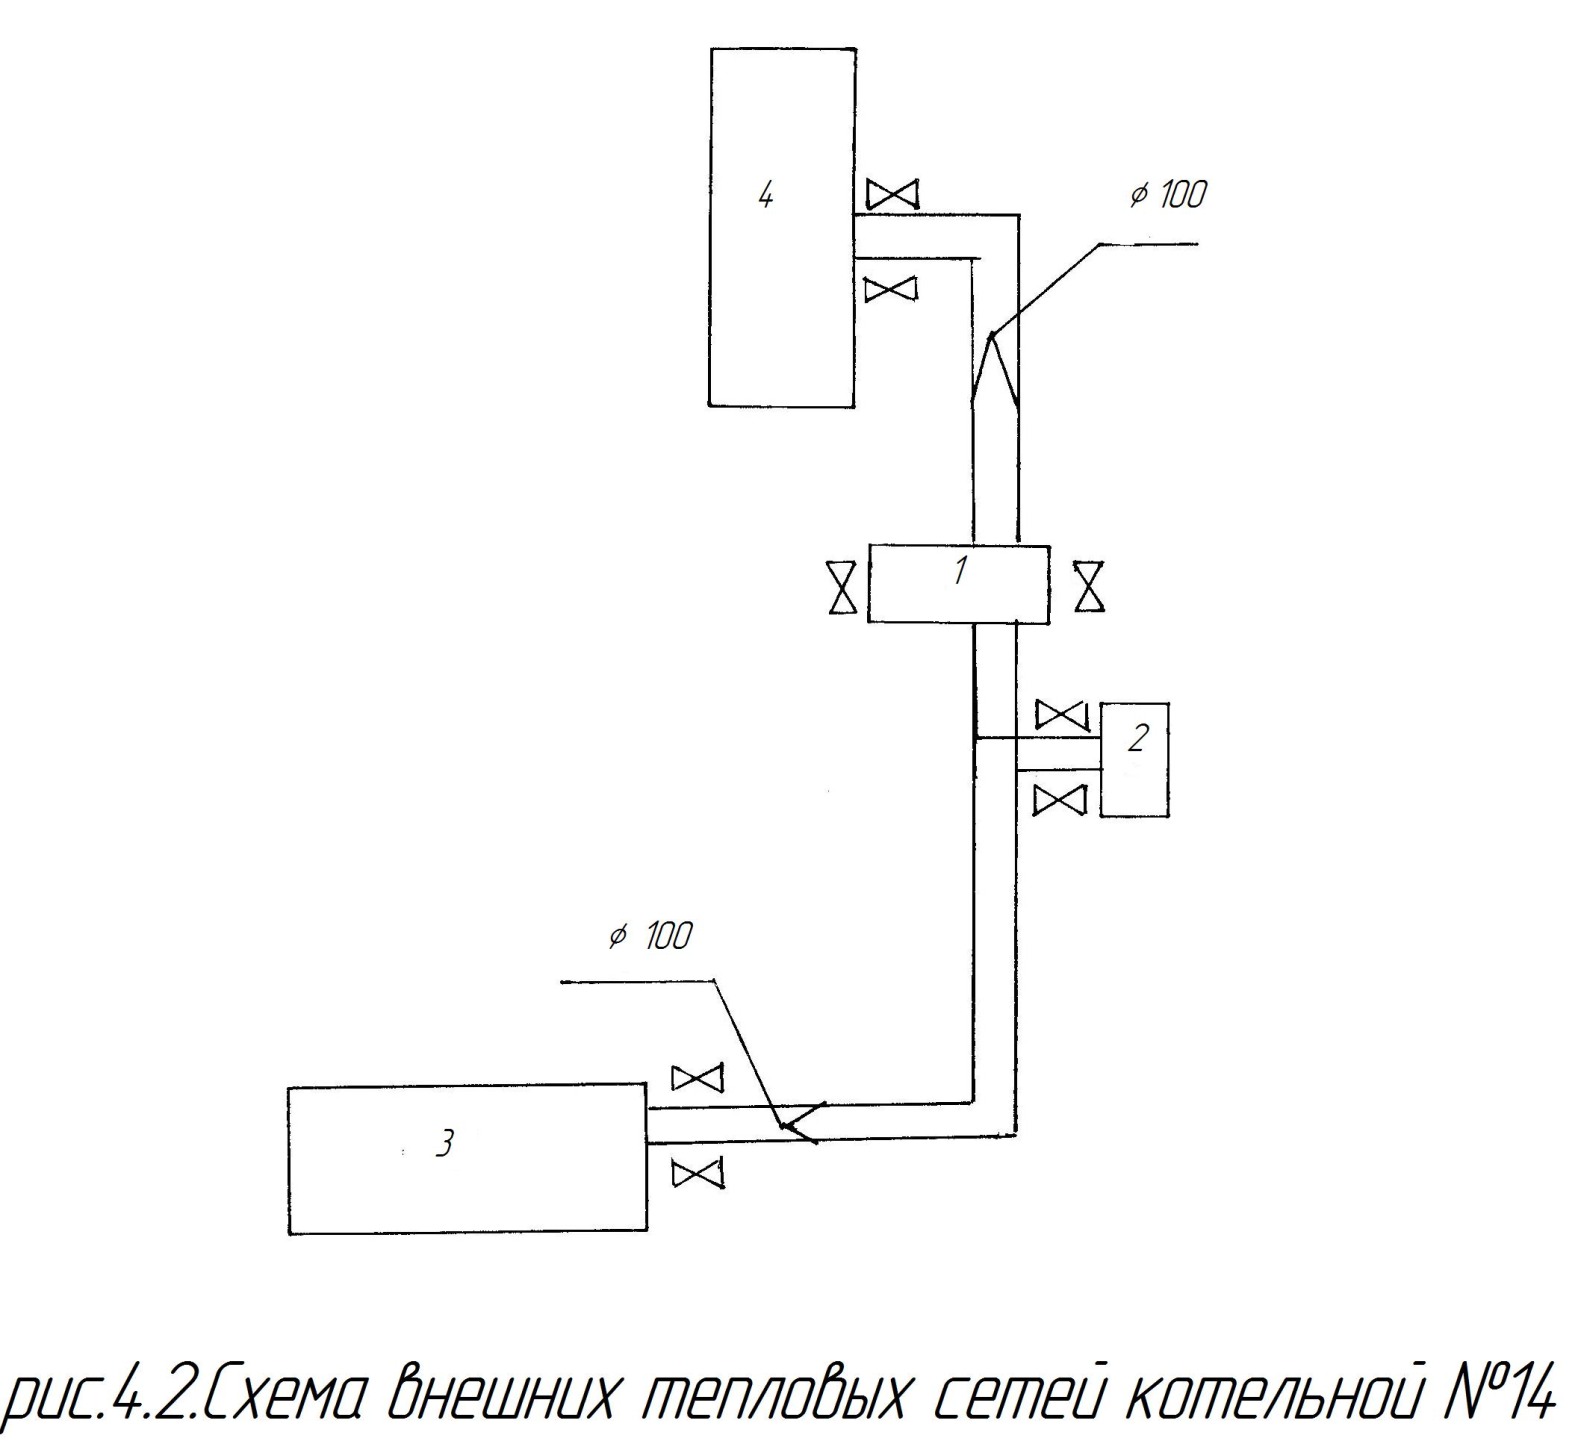 4
ϕ 100
1
2
ϕ 100
3
рис.4.2.Схема внешних тепловых сетей котельной №14